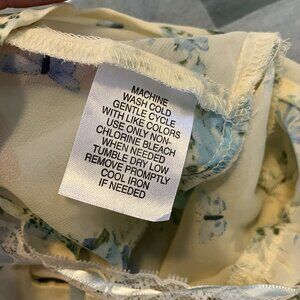 MACHINE
WASH COLD
GENTLE CYCLE
WITH LIKE COLORS
USE ONLY NON-
CHLORINE BLEACH
WHEN NEEDED
TUMBLE DRY LOW
REMOVE PROMPTLY
COOL IRON
IF NEEDED